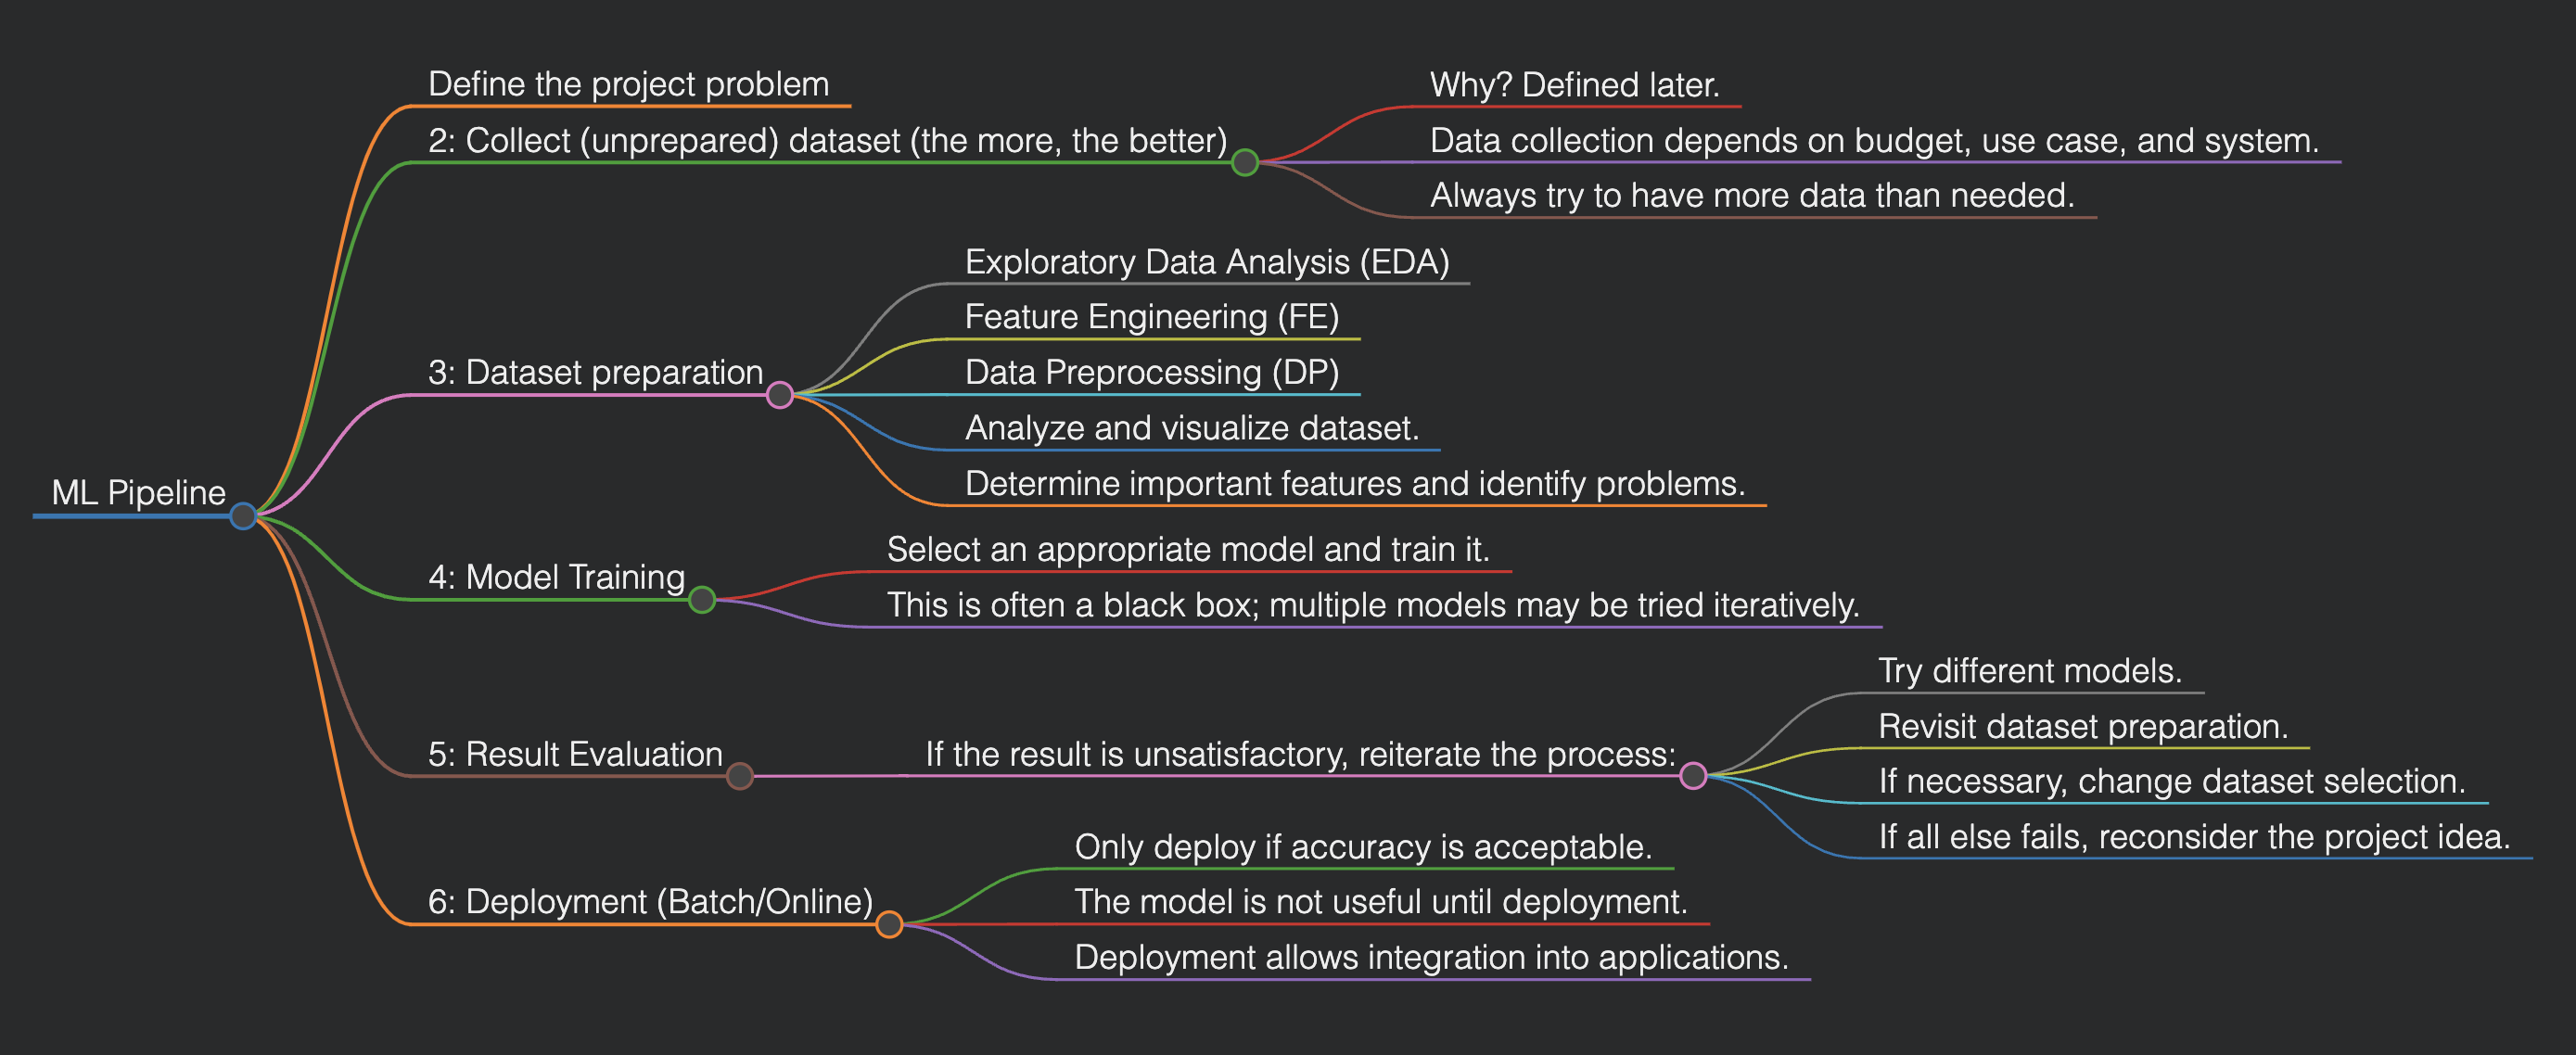 Define the project problem
2: Collect (unprepared) dataset (the more, the better)
Why? Defined later.
Data collection depends on budget, use case, and system.
Always try to have more data than needed.
3: Dataset preparation
Exploratory Data Analysis (EDA)
Feature Engineering (FE)
Data Preprocessing (DP)
Analyze and visualize dataset.
Determine important features and identify problems.
ML Pipeline
4: Model Training
Select an appropriate model and train it.
This is often a black box; multiple models may be tried iteratively.
5: Result Evaluation
If the result is unsatisfactory, reiterate the process:
Try different models.
Revisit dataset preparation.
If necessary, change dataset selection.
If all else fails, reconsider the project idea.
6: Deployment (Batch/Online)
Only deploy if accuracy is acceptable.
The model is not useful until deployment.
Deployment allows integration into applications.